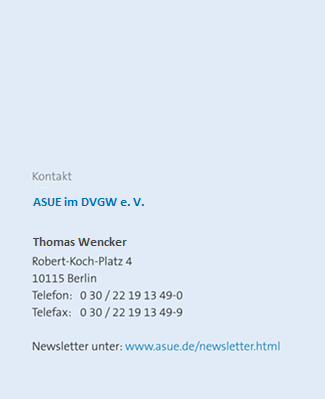 Kontakt
ASUE im DVGW e. V.
Thomas Wencker
Robert-Koch-Platz 4
10115 Berlin
Telefon: 0 30 / 22 19 13 49-0
Telefax: 0 30 / 22 19 13 49-9
Newsletter unter: www.asue.de/newsletter.html